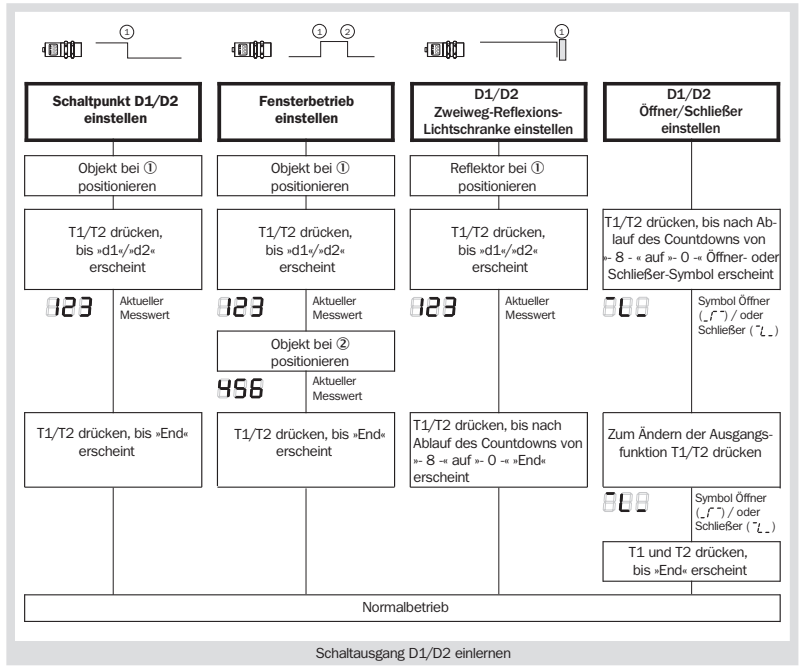 ①
① ②
①
Schaltpunkt D1/D2
einstellen
Objekt bei ①
positionieren
T1/T2 drücken,
bis »d1«/»d2«
erscheint
123
Aktueller
Messwert
T1/T2 drücken, bis »End«
erscheint
Fensterbetrieb
einstellen
Objekt bei ①
positionieren
T1/T2 drücken,
bis »d1«/»d2«
erscheint
123
Aktueller
Messwert
Objekt bei ②
positionieren
456
Aktueller
Messwert
T1/T2 drücken, bis »End«
erscheint
D1/D2
Zweiweg-Reflexions-
Lichtschranke einstellen
Reflektor bei ①
positionieren
T1/T2 drücken,
bis »d1«/»d2«
erscheint
123
Aktueller
Messwert
T1/T2 drücken, bis nach
Ablauf des Countdowns von
»- 8 -« auf »- 0 -« »End«
erscheint
D1/D2
Öffner/Schließer
einstellen
T1/T2 drücken, bis nach Ab-
lauf des Countdowns von
»- 8 - « auf »- 0 -« Öffner- oder
Schließer-Symbol erscheint
Symbol Öffner
( ) / oder
Schließer ( )
Zum Ändern der Ausgangs-
funktion T1/T2 drücken
Symbol Öffner
( ) / oder
Schließer ( )
T1 und T2 drücken,
bis »End« erscheint
Normalbetrieb
Schaltausgang D1/D2 einlernen